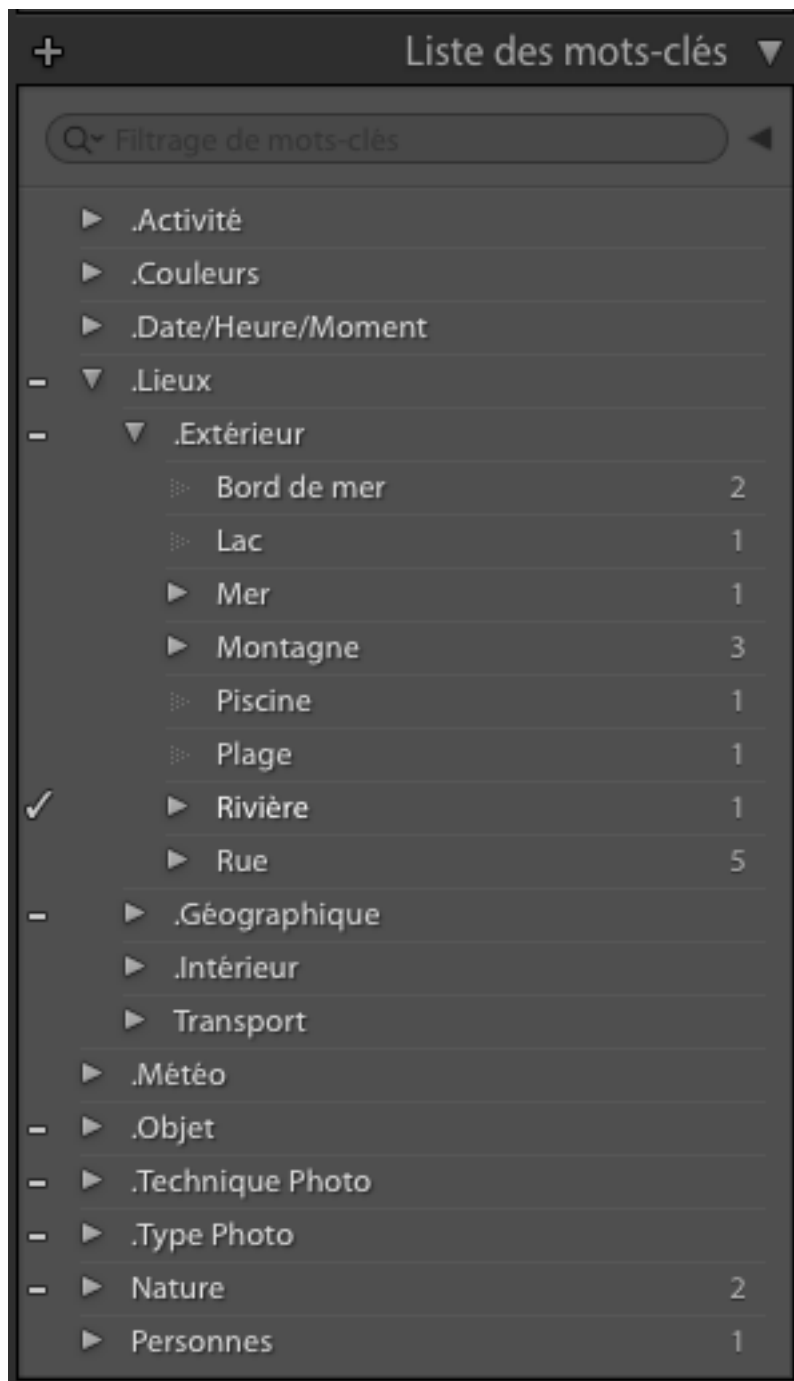 Liste des mots-clés
Filtrage de mots-clés
.Activité
.Couleurs
.Date/Heure/Moment
.Lieux
.Extérieur
Bord de mer 2
Lac 1
Mer 1
Montagne 3
Piscine 1
Plage 1
Rivière 1
Rue 5
.Géographique
.Intérieur
Transport
.Météo
.Objet
.Technique Photo
.Type Photo
Nature 2
Personnes 1